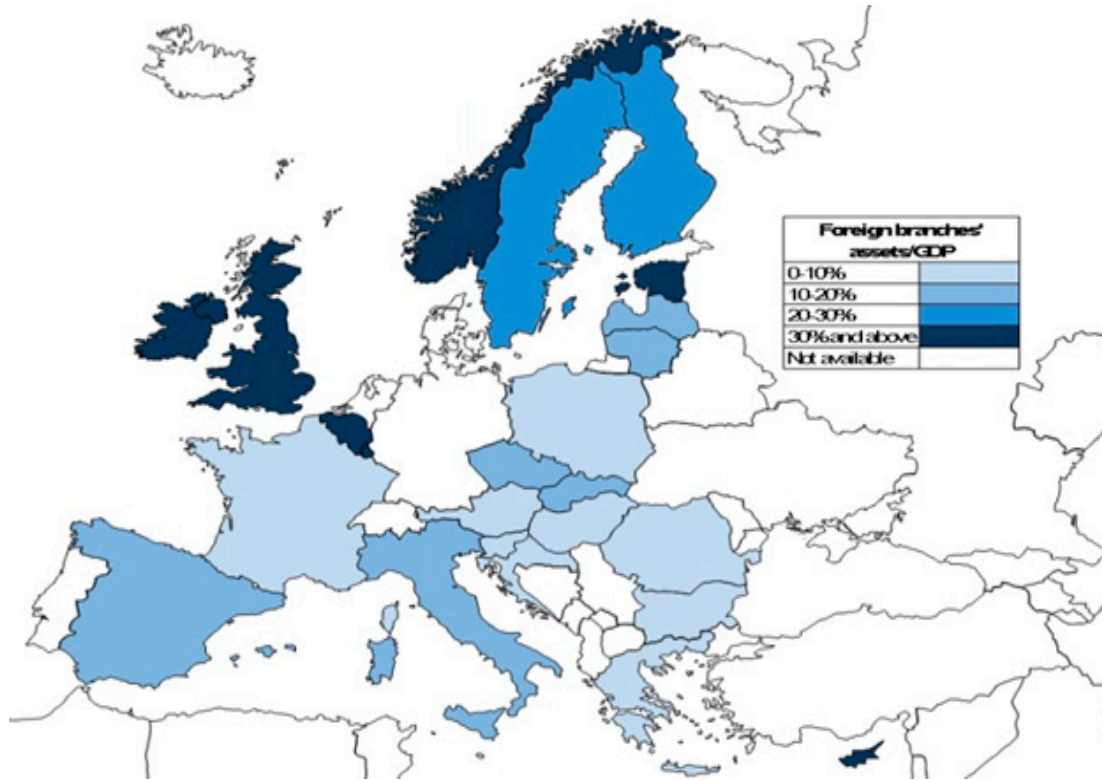 Foreign branches'
assets/GDP
0-10%
10-20%
20-30%
30% and above
Not available